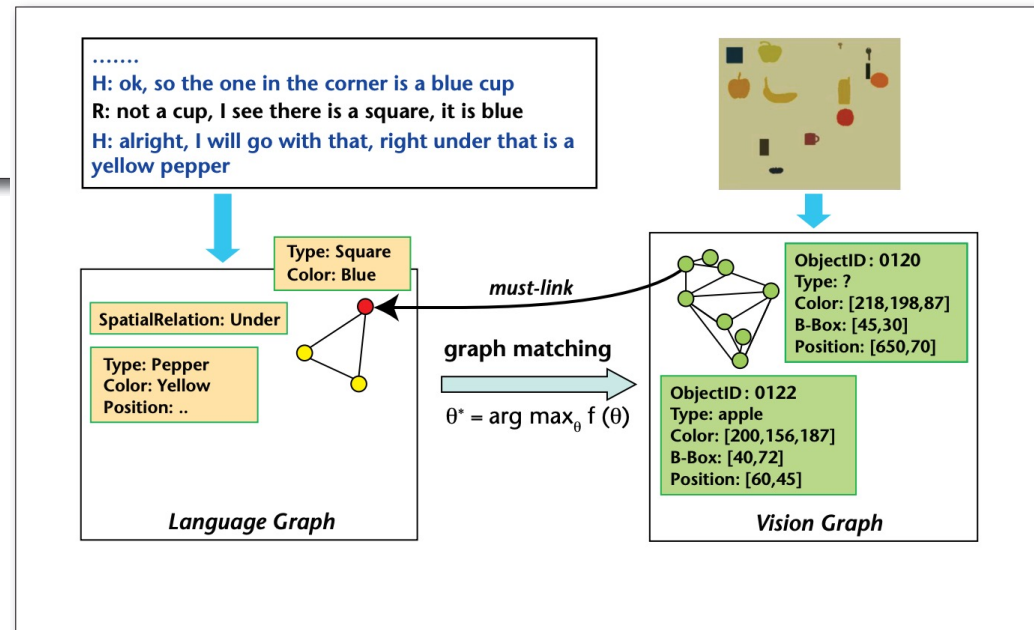 .......
H: ok, so the one in the corner is a blue cup
R: not a cup, I see there is a square, it is blue
H: alright, I will go with that, right under that is a
yellow pepper
Type: Square
Color: Blue
SpatialRelation: Under
Type: Pepper
Color: Yellow
Position: ..
Language Graph
must-link
graph matching
θ* = arg maxθ f (θ)
ObjectID : 0120
Type: ?
Color: [218,198,87]
B-Box: [45,30]
Position: [650,70]
ObjectID : 0122
Type: apple
Color: [200,156,187]
B-Box: [40,72]
Position: [60,45]
Vision Graph